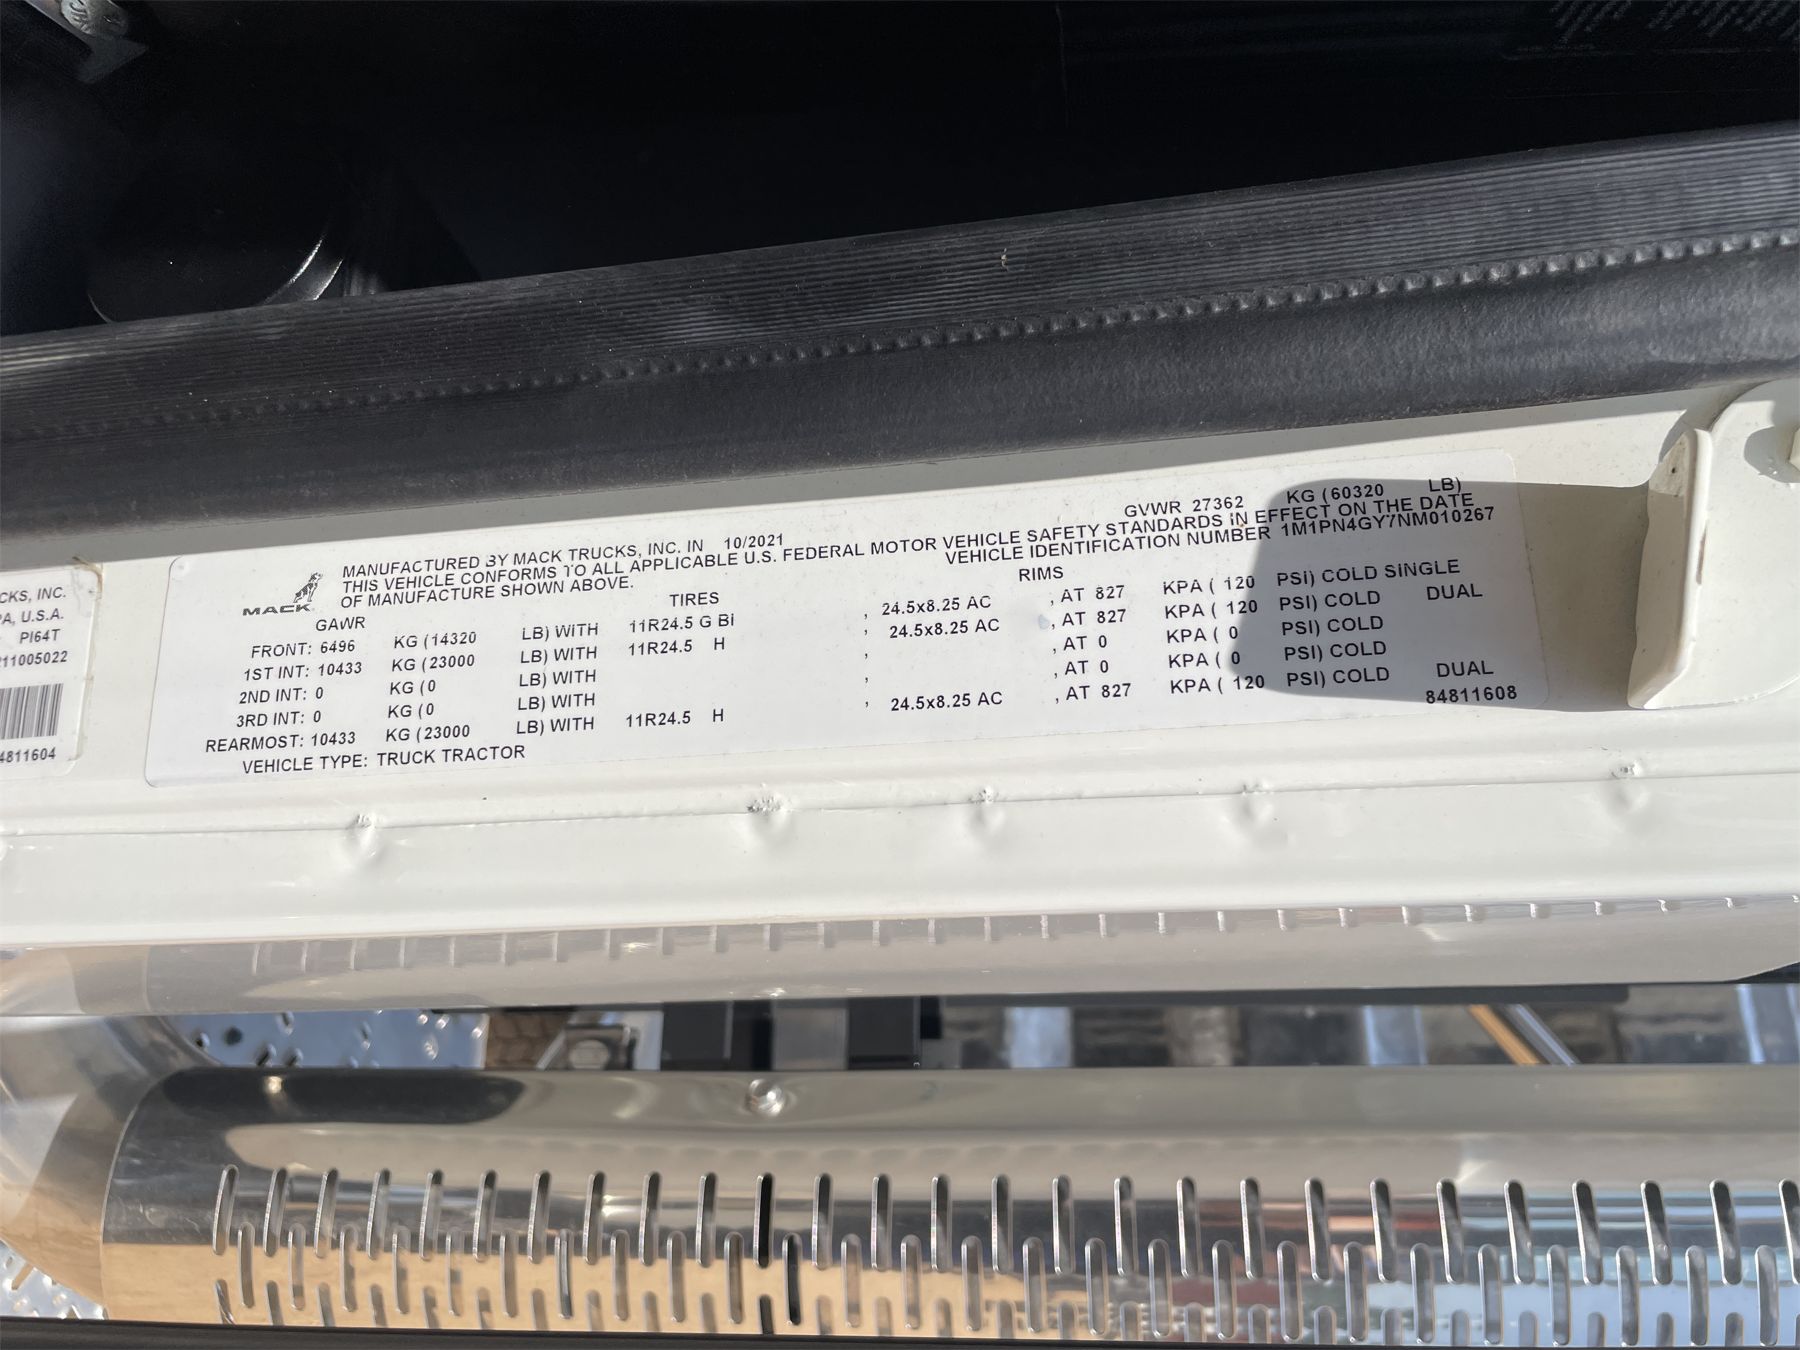 CKS, INC.
PA, U.S.A.
PI64T
211005022
4811604
MACK
GVWR 27362 KG (60320 LB)
MANUFACTURED BY MACK TRUCKS, INC. IN 10/2021
THIS VEHICLE CONFORMS TO ALL APPLICABLE U.S. FEDERAL MOTOR VEHICLE SAFETY STANDARDS IN EFFECT ON THE DATE
OF MANUFACTURE SHOWN ABOVE. VEHICLE IDENTIFICATION NUMBER 1M1PN4GY7NM010267
GAWR TIRES RIMS
FRONT: 6496 KG (14320 LB) WITH 11R24.5 G Bi , 24.5x8.25 AC , AT 827 KPA ( 120 PSI) COLD SINGLE
1ST INT: 10433 KG (23000 LB) WITH 11R24.5 H , 24.5x8.25 AC , AT 827 KPA ( 120 PSI) COLD DUAL
2ND INT: 0 KG (0 LB) WITH , , AT 0 KPA ( 0 PSI) COLD
3RD INT: 0 KG (0 LB) WITH , , AT 0 KPA ( 0 PSI) COLD
REARMOST: 10433 KG (23000 LB) WITH 11R24.5 H , 24.5x8.25 AC , AT 827 KPA ( 120 PSI) COLD DUAL
VEHICLE TYPE: TRUCK TRACTOR 84811608